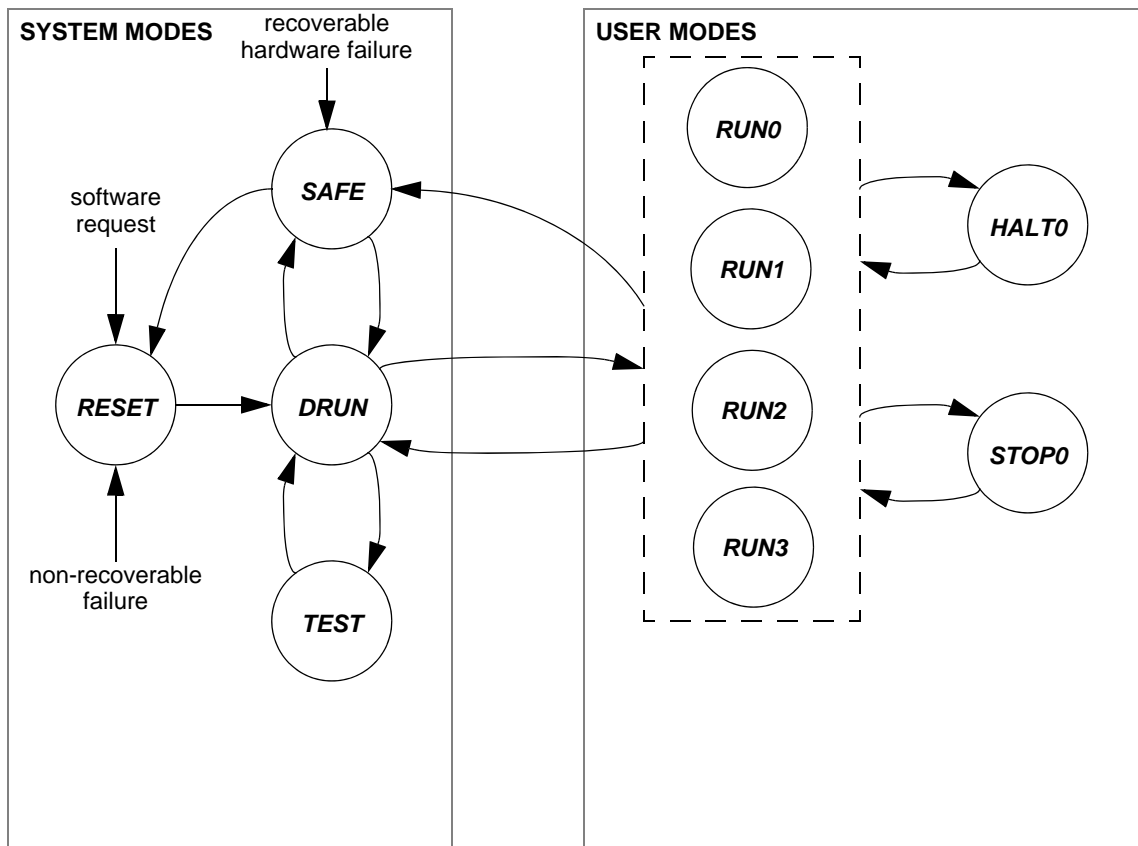 SYSTEM MODES
recoverable
hardware failure
SAFE
software
request
RESET
DRUN
non-recoverable
failure
TEST
USER MODES
RUN0
HALT0
RUN1
RUN2
STOP0
RUN3